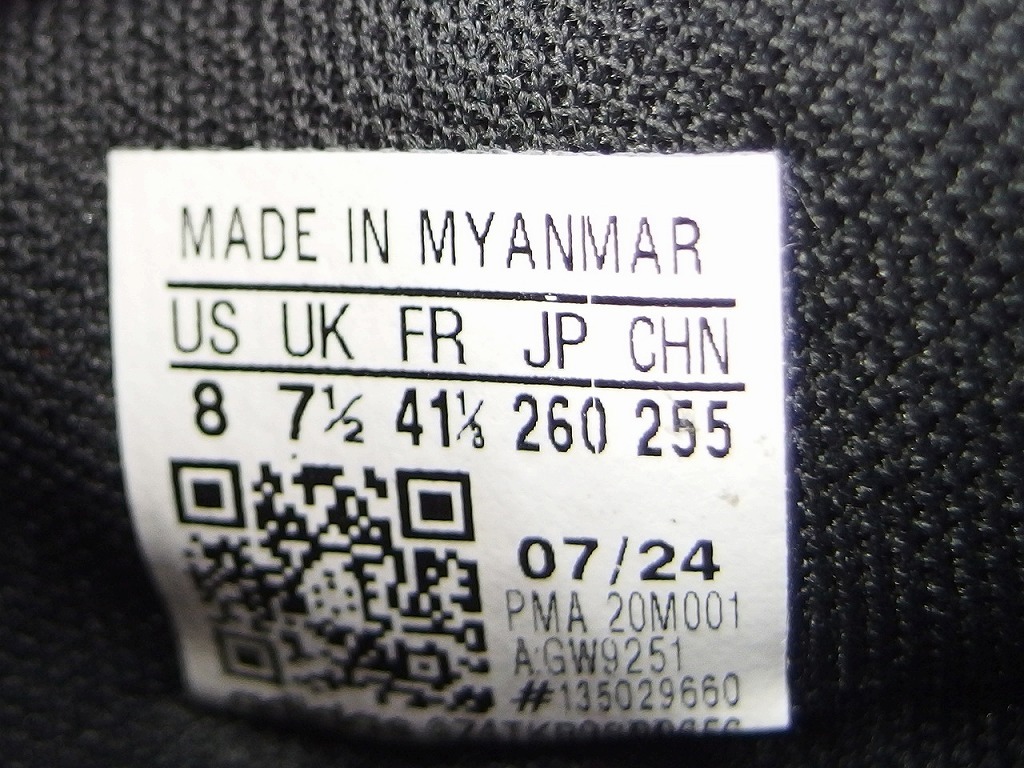 MADE IN MYANMAR
US UK FR JP CHN
8 7½ 41⅓ 260 255
07/24
PMA 20M001
A:GW9251
#135029660